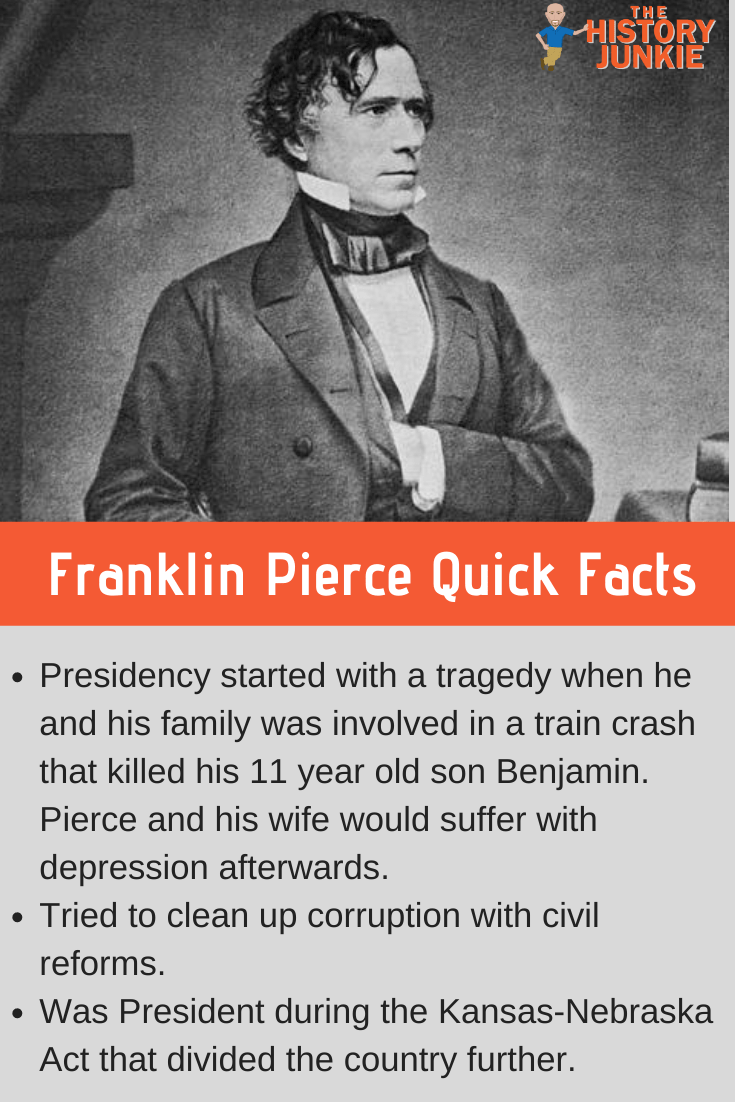 THE
HISTORY
JUNKIE
Franklin Pierce Quick Facts
• Presidency started with a tragedy when he
and his family was involved in a train crash
that killed his 11 year old son Benjamin.
Pierce and his wife would suffer with
depression afterwards.
• Tried to clean up corruption with civil
reforms.
• Was President during the Kansas-Nebraska
Act that divided the country further.